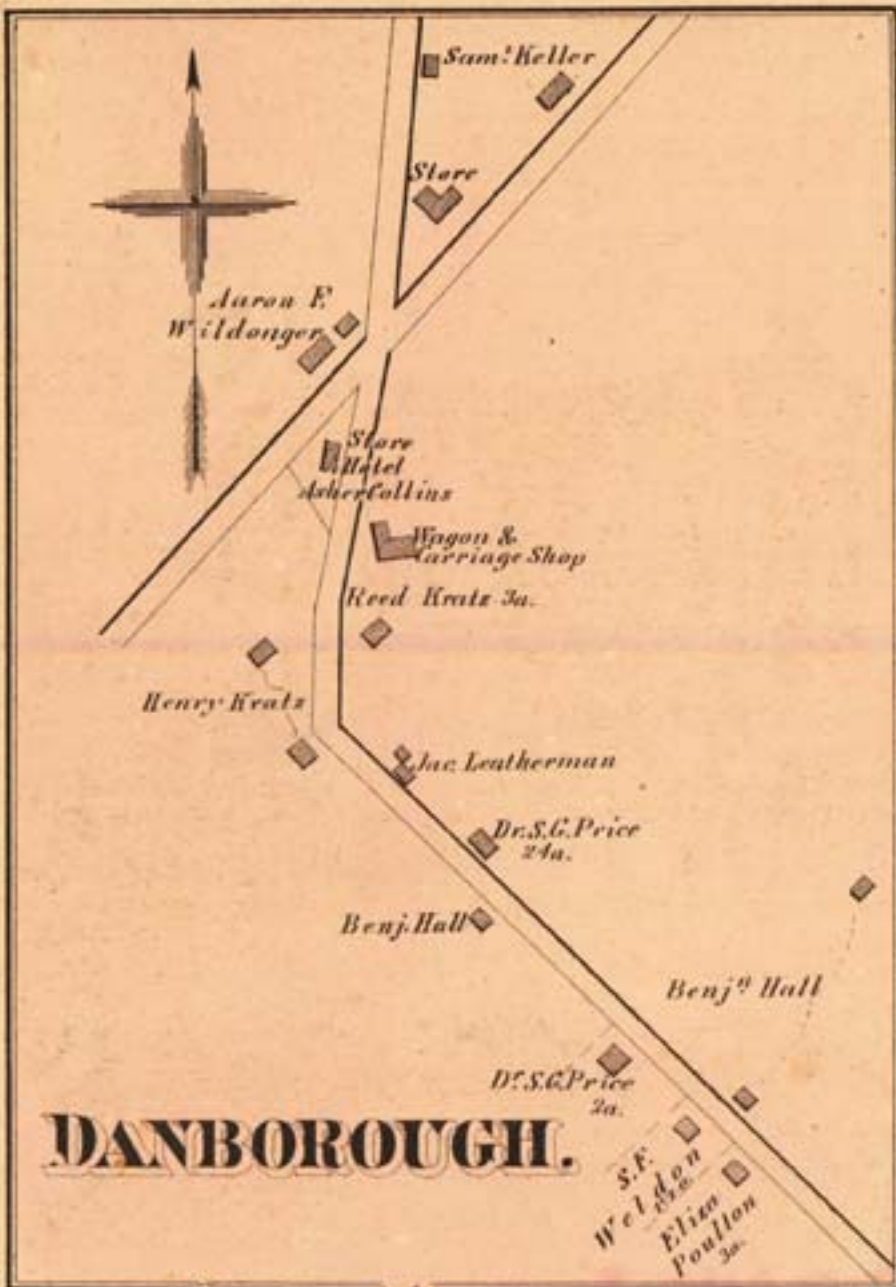 Sam! Keller
Store
Aaron F.
Wildonger
Store
Hotel
Asher Collins
Wagon &
Carriage Shop
Reed Kratz 3a.
Henry Kratz
Jac. Leatherman
Dr. S. G. Price
24a.
Benj. Hall
Benjⁿ Hall
Dr. S. G. Price
2a.
S. F.
Weldon
Eliza
Poulton
3a.
DANBOROUGH.